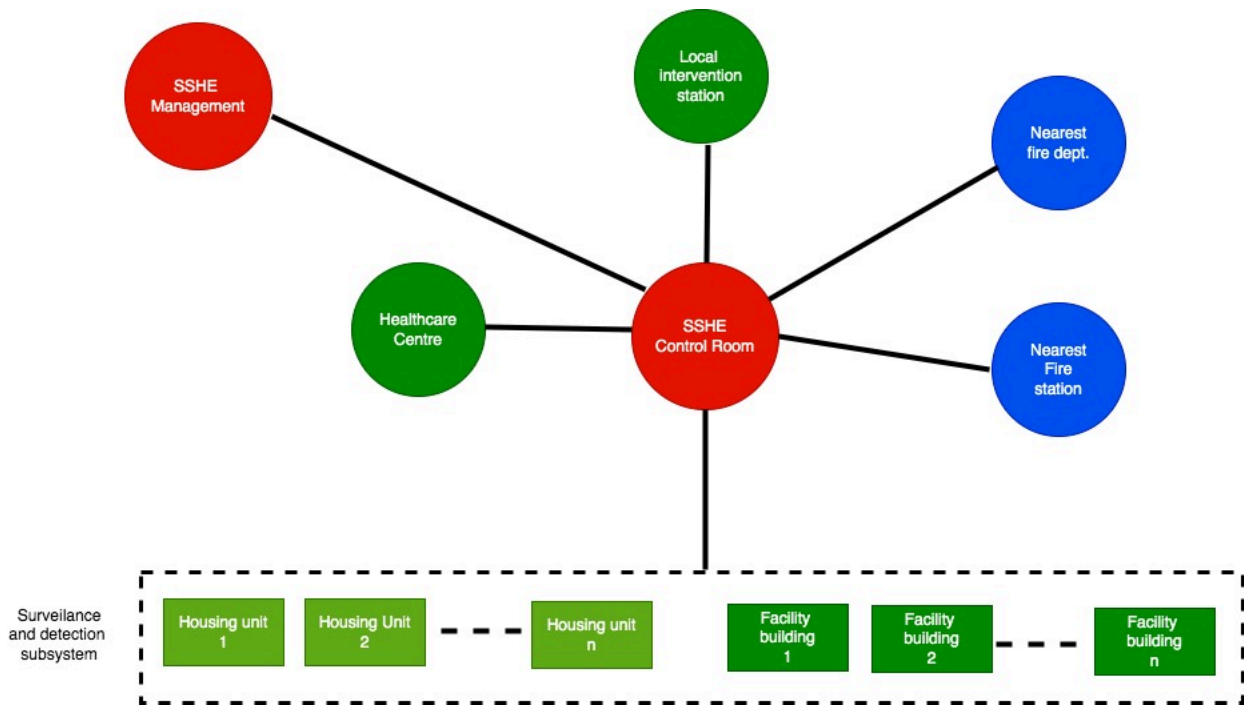 SSHE
Management
Local
intervention
station
Nearest
fire dept.
Healthcare
Centre
SSHE
Control Room
Nearest
Fire
station
Surveilance
and detection
subsystem
Housing unit
1
Housing Unit
2
Housing unit
n
Facility
building
1
Facility
building
2
Facility
building
n